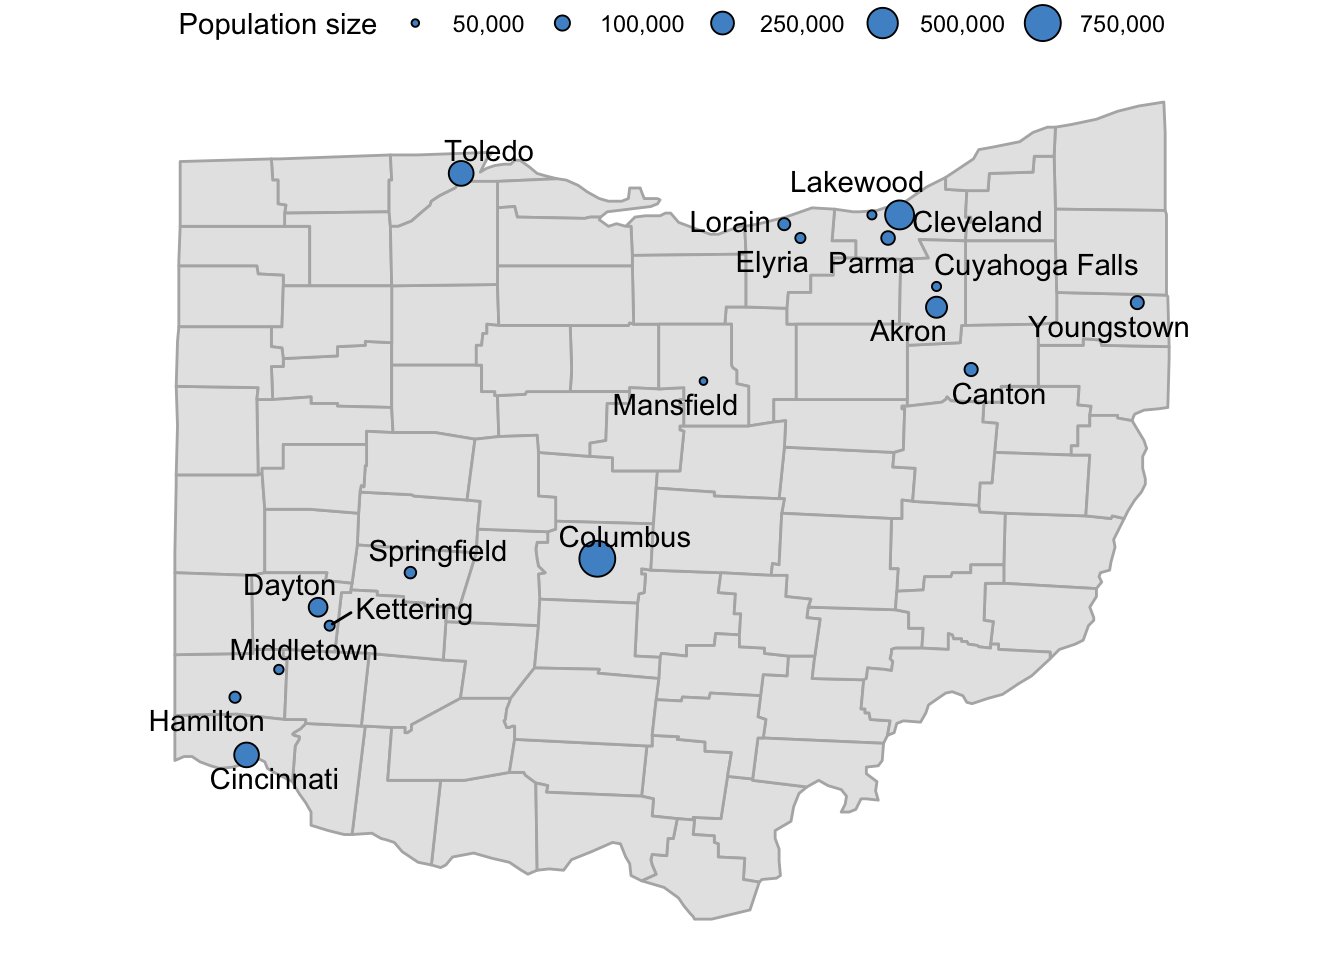 Population size 50,000 100,000 250,000 500,000 750,000
Toledo
Lakewood
Lorain
Cleveland
Elyria
Parma
Cuyahoga Falls
Akron
Youngstown
Canton
Mansfield
Columbus
Springfield
Dayton
Kettering
Middletown
Hamilton
Cincinnati